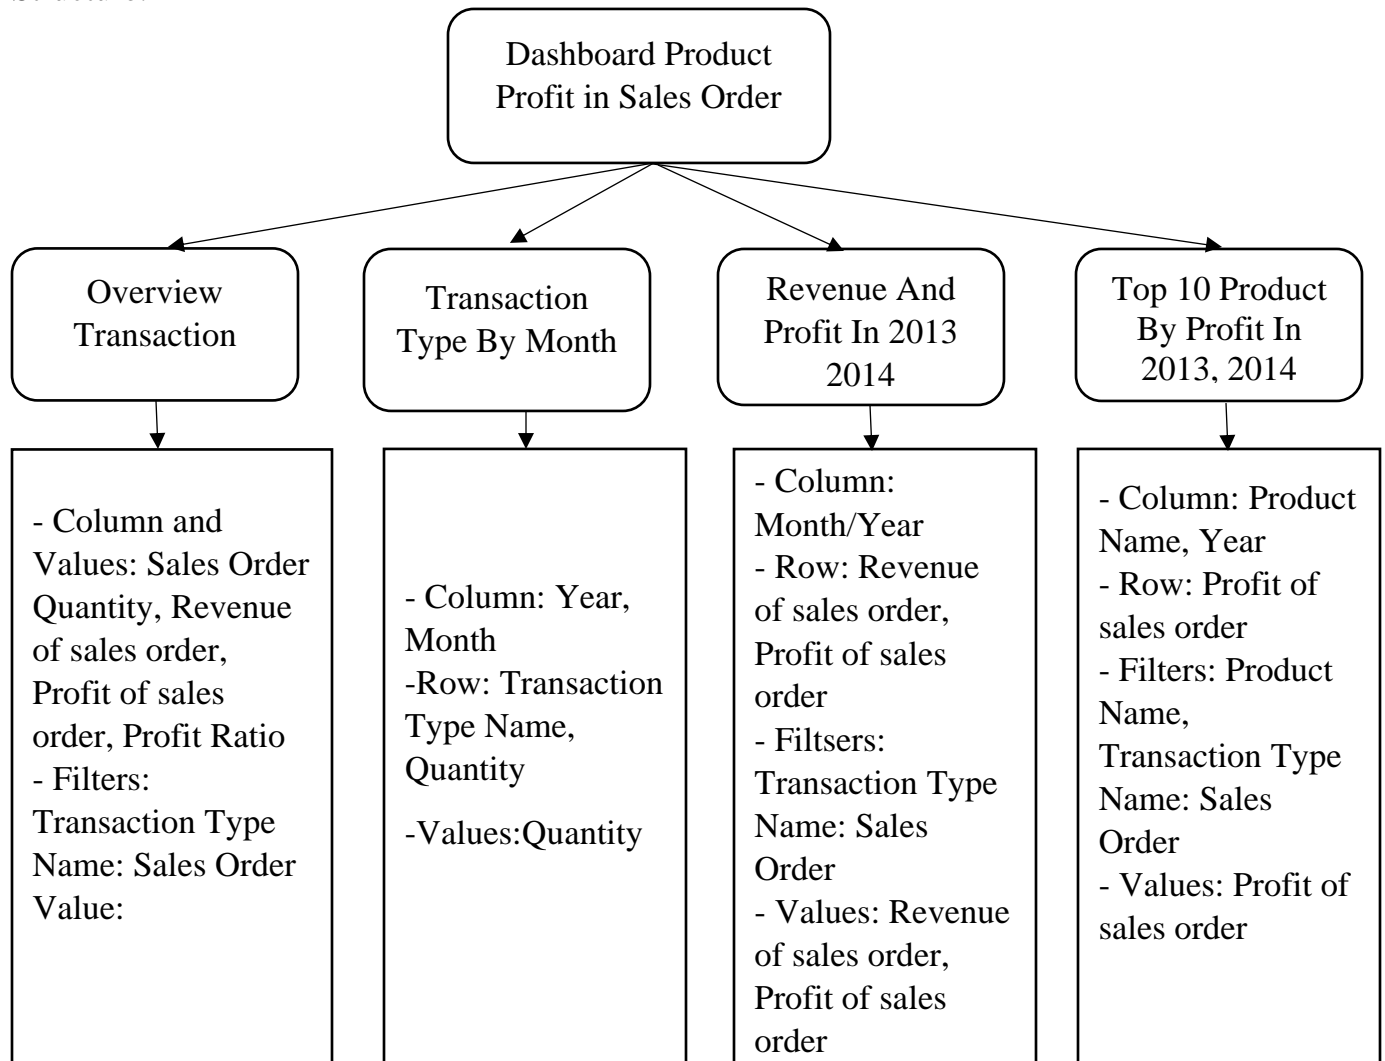 Dashboard Product
Profit in Sales Order
Overview
Transaction
Transaction
Type By Month
Revenue And
Profit In 2013
2014
Top 10 Product
By Profit In
2013, 2014
- Column and
Values: Sales Order
Quantity, Revenue
of sales order,
Profit of sales
order, Profit Ratio
- Filters:
Transaction Type
Name: Sales Order
Value:
- Column: Year,
Month
-Row: Transaction
Type Name,
Quantity
-Values:Quantity
- Column:
Month/Year
- Row: Revenue
of sales order,
Profit of sales
order
- Filtsers:
Transaction Type
Name: Sales
Order
- Values: Revenue
of sales order,
Profit of sales
order
- Column: Product
Name, Year
- Row: Profit of
sales order
- Filters: Product
Name,
Transaction Type
Name: Sales
Order
- Values: Profit of
sales order